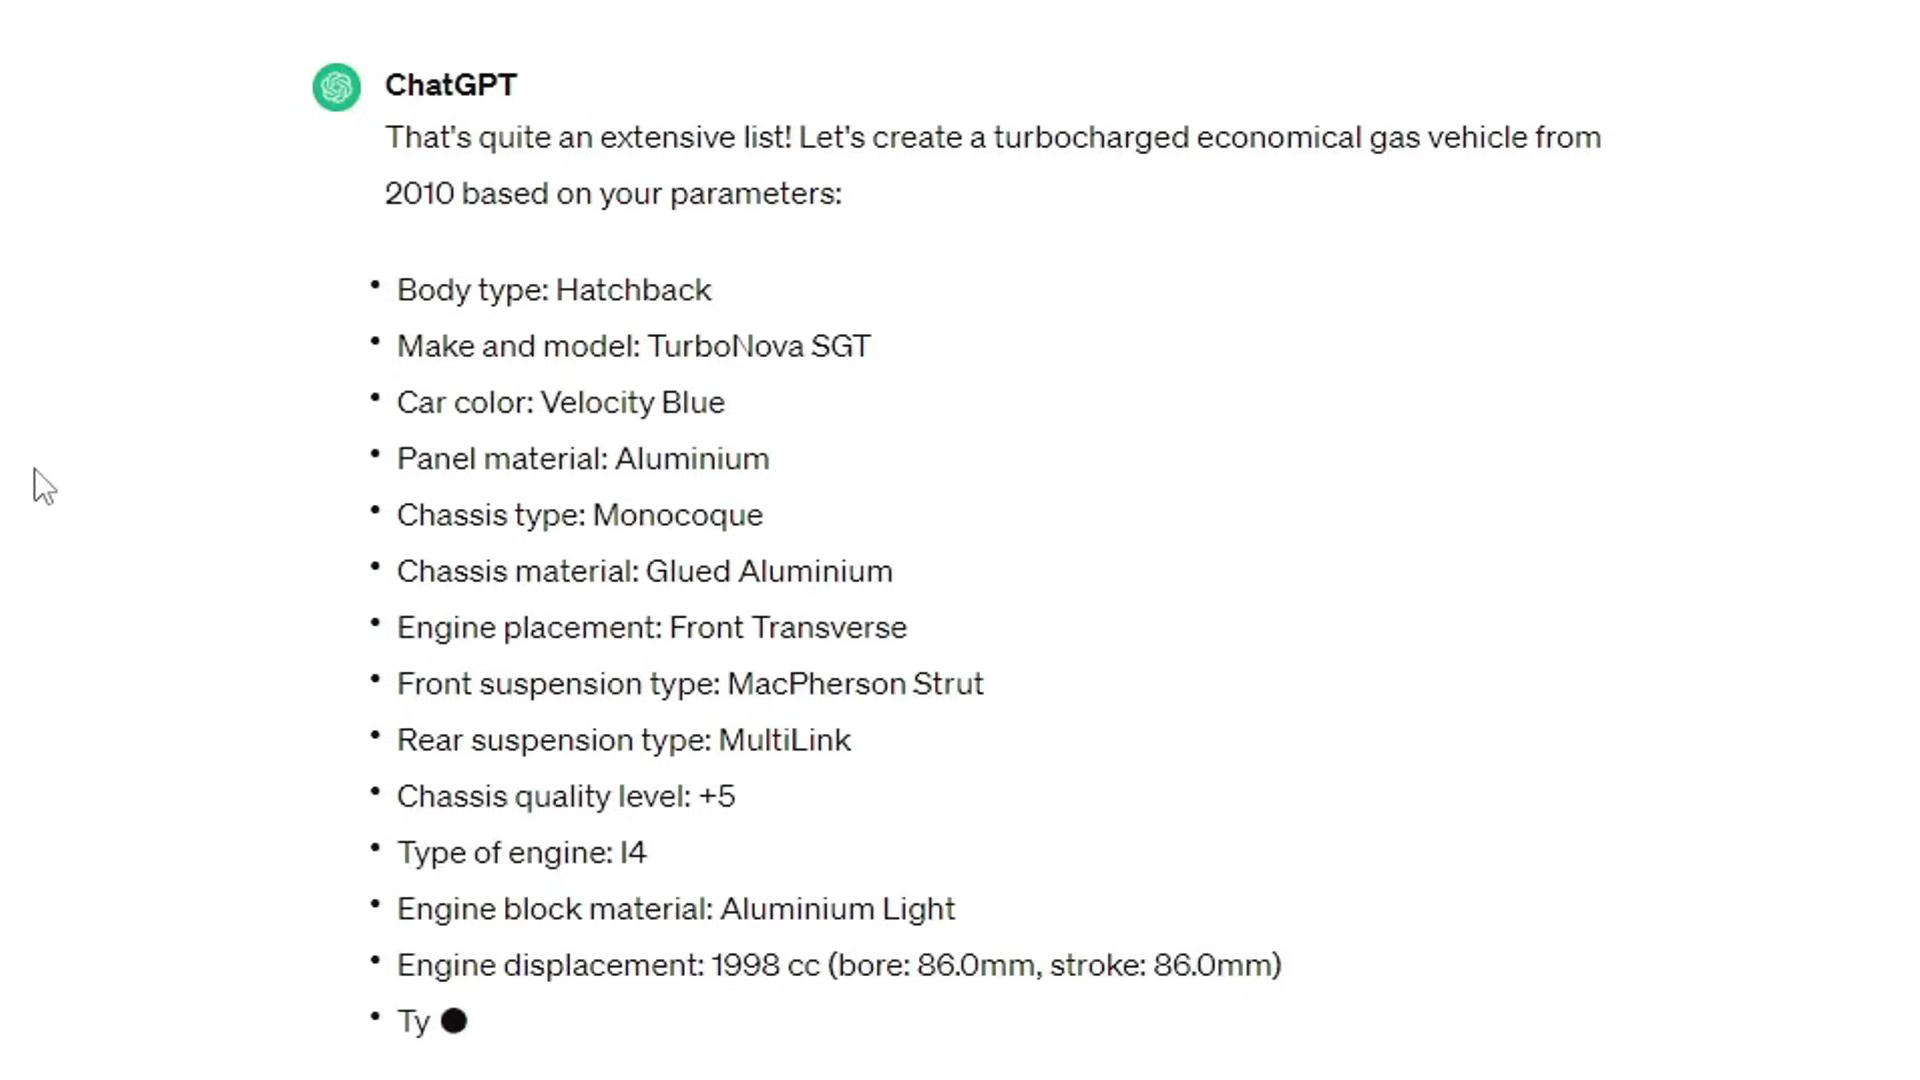 ChatGPT
That's quite an extensive list! Let's create a turbocharged economical gas vehicle from
2010 based on your parameters:
• Body type: Hatchback
• Make and model: TurboNova SGT
• Car color: Velocity Blue
• Panel material: Aluminium
• Chassis type: Monocoque
• Chassis material: Glued Aluminium
• Engine placement: Front Transverse
• Front suspension type: MacPherson Strut
• Rear suspension type: MultiLink
• Chassis quality level: +5
• Type of engine: I4
• Engine block material: Aluminium Light
• Engine displacement: 1998 cc (bore: 86.0mm, stroke: 86.0mm)
• Ty